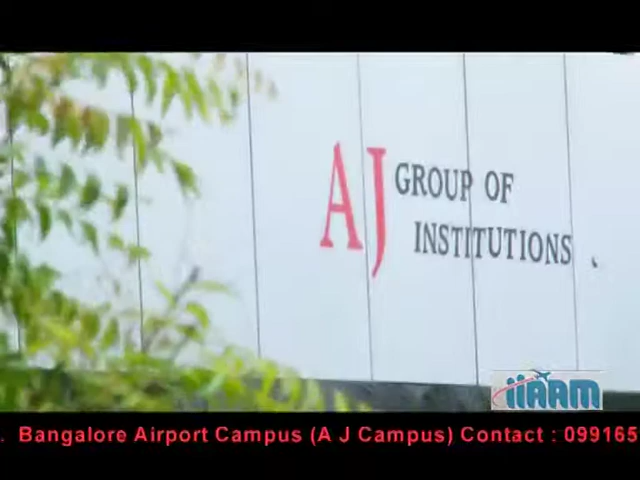 AJ GROUP OF
INSTITUTIONS
iiAAM
. Bangalore Airport Campus (A J Campus) Contact : 099165